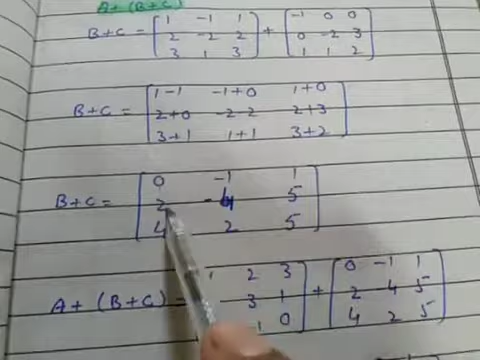 A+(B+C)
B+C = [1 -1 1] + [-1 0 0]
[2 -2 2] [0 -2 3]
[3 1 3] [1 1 2]
B+C = [1-1 -1+0 1+0]
[2+0 -2-2 2+3]
[3+1 1+1 3+2]
B+C = [0 -1 1]
[2 -4 5]
[4 2 5]
A+(B+C) = [1 2 3] + [0 -1 1]
[3 1] [2 4 5]
[1 0] [4 2 5]